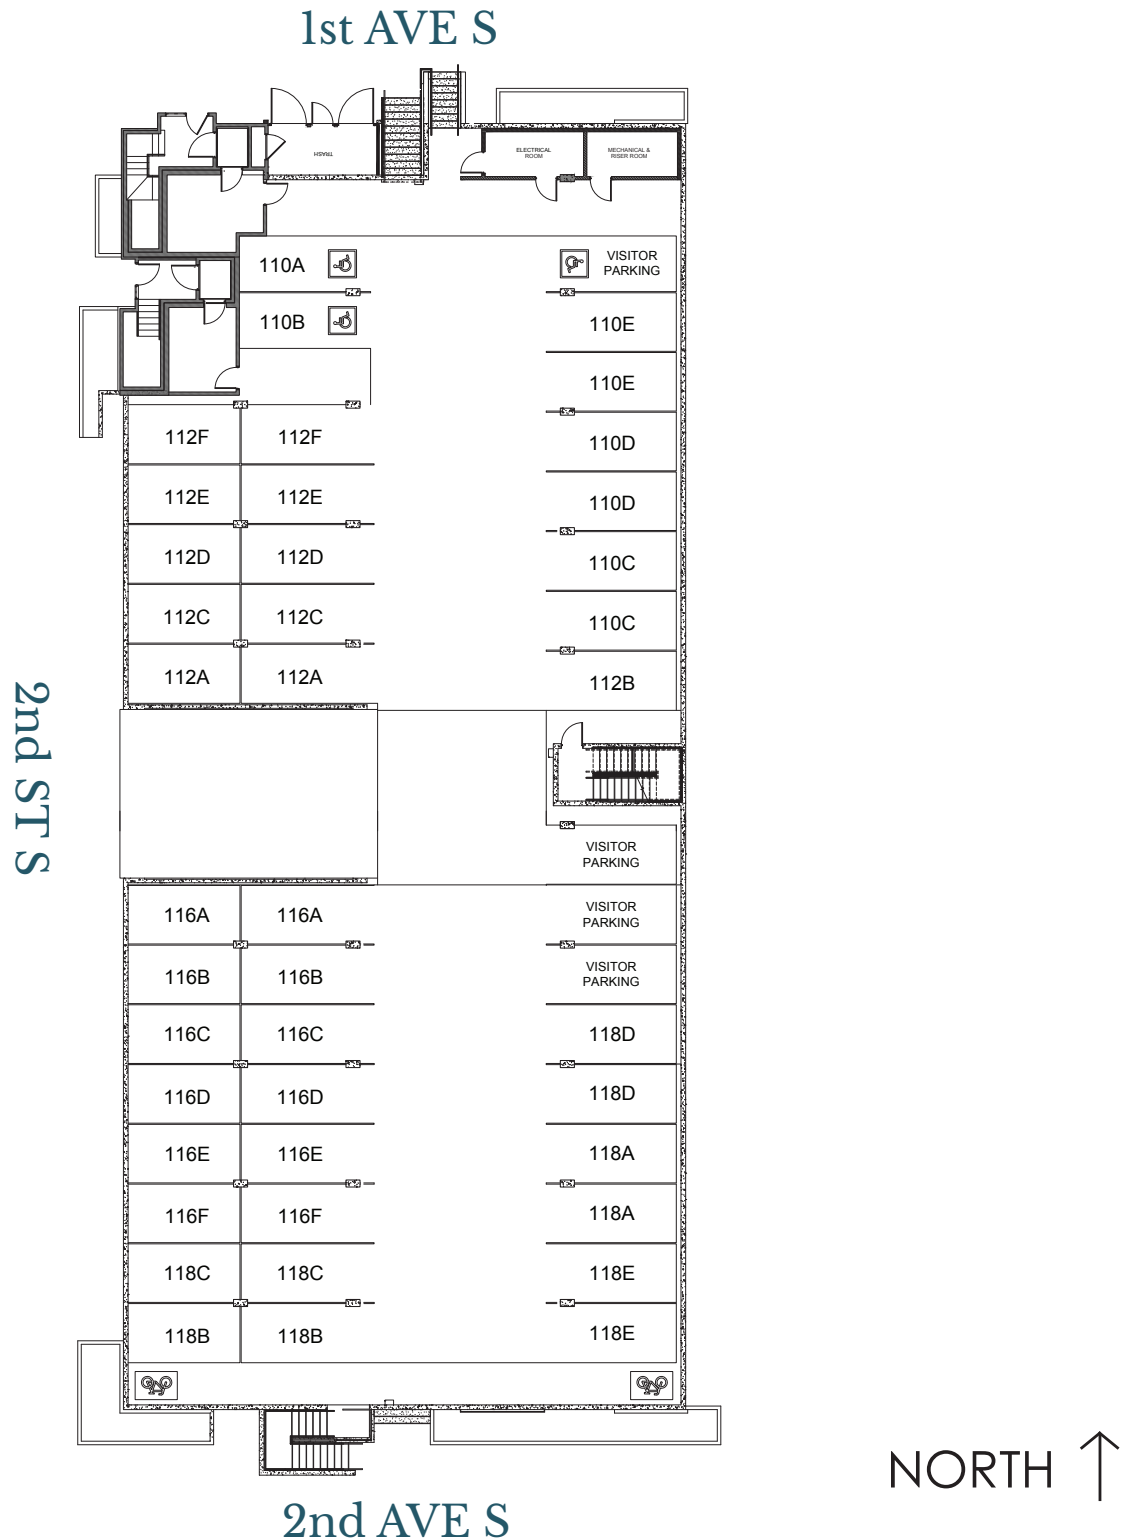 1st AVE S
TRASH
ELECTRICAL
ROOM
MECHANICAL &
RISER ROOM
110A
VISITOR
PARKING
110B
110E
110E
112F 112F
110D
112E 112E
110D
112D 112D
110C
112C 112C
110C
112A 112A
112B
2nd ST S
VISITOR
PARKING
116A 116A
VISITOR
PARKING
116B 116B
VISITOR
PARKING
116C 116C
118D
116D 116D
118D
116E 116E
118A
116F 116F
118A
118C 118C
118E
118B 118B
118E
NORTH
2nd AVE S